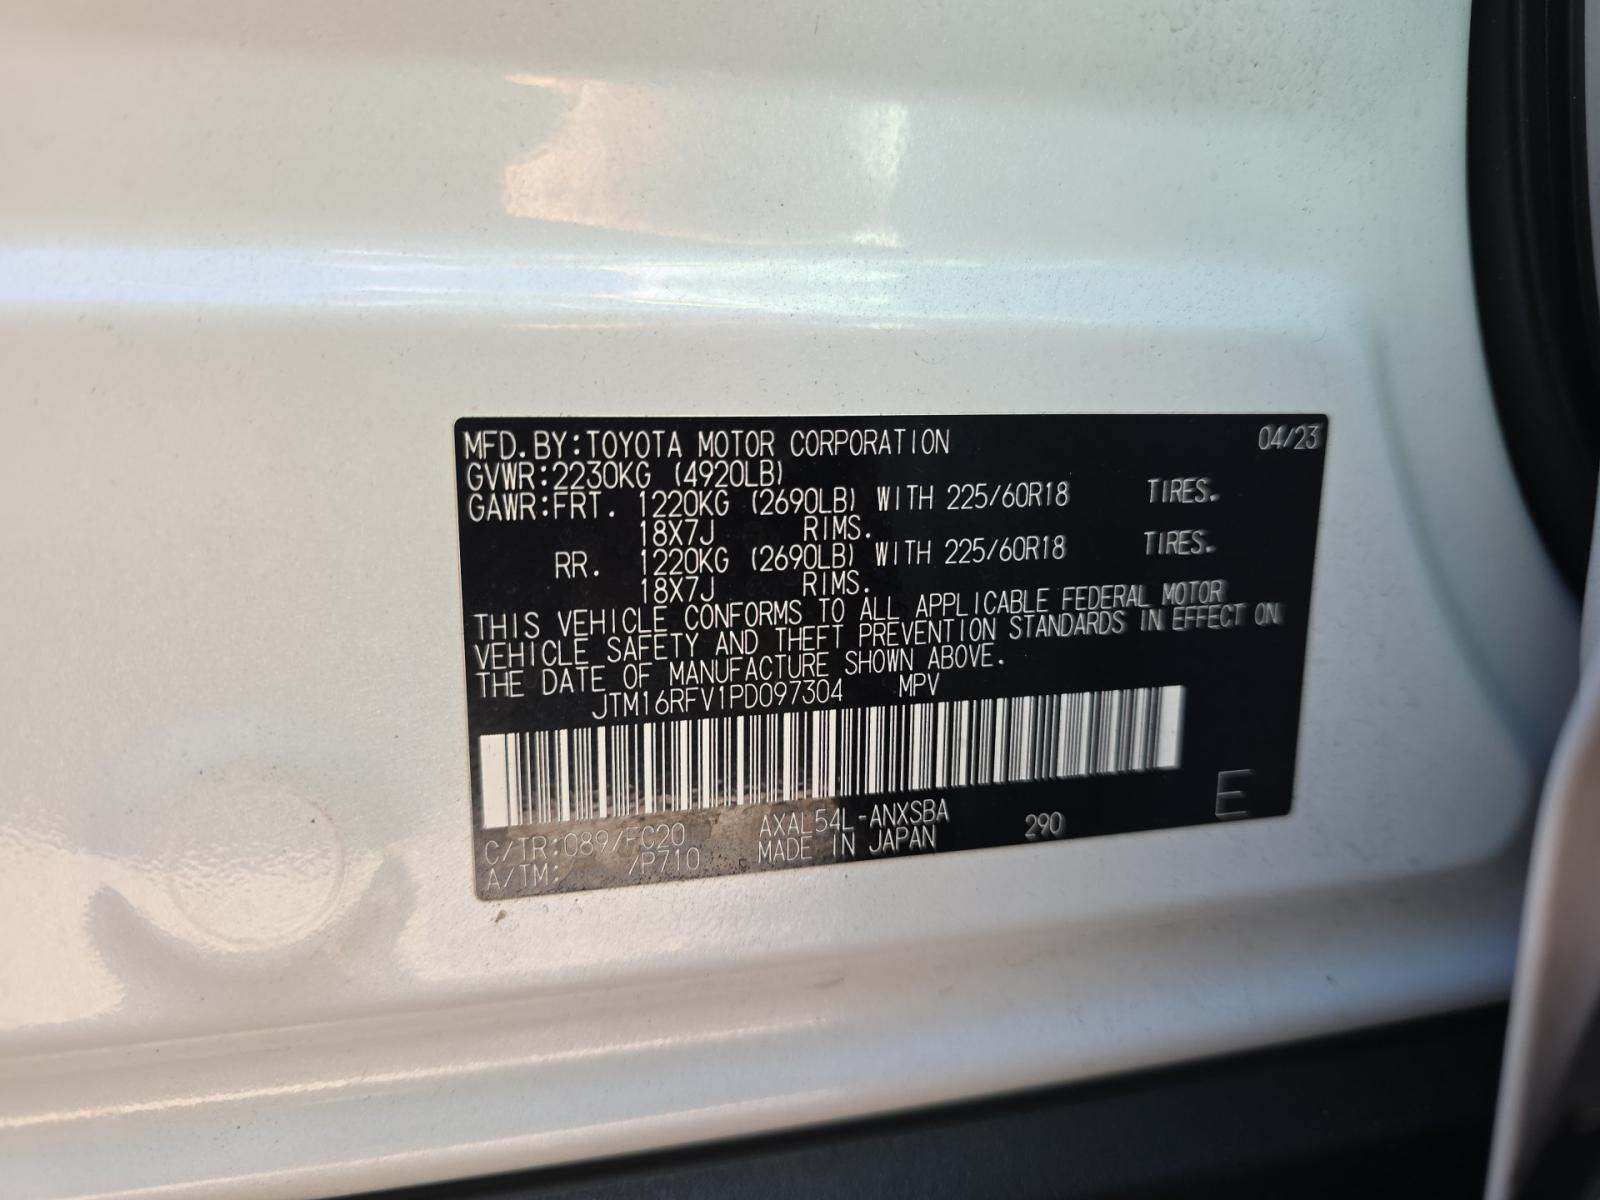 MFD.BY:TOYOTA MOTOR CORPORATION 04/23
GVWR:2230KG (4920LB)
GAWR:FRT. 1220KG (2690LB) WITH 225/60R18 TIRES.
18X7J RIMS.
RR. 1220KG (2690LB) WITH 225/60R18 TIRES.
18X7J RIMS.
THIS VEHICLE CONFORMS TO ALL APPLICABLE FEDERAL MOTOR
VEHICLE SAFETY AND THEFT PREVENTION STANDARDS IN EFFECT ON
THE DATE OF MANUFACTURE SHOWN ABOVE.
JTM16RFV1PD097304 MPV
E
C/TR:089/FC20 AXAL54L-ANXSBA 290
A/TM: /P710 MADE IN JAPAN